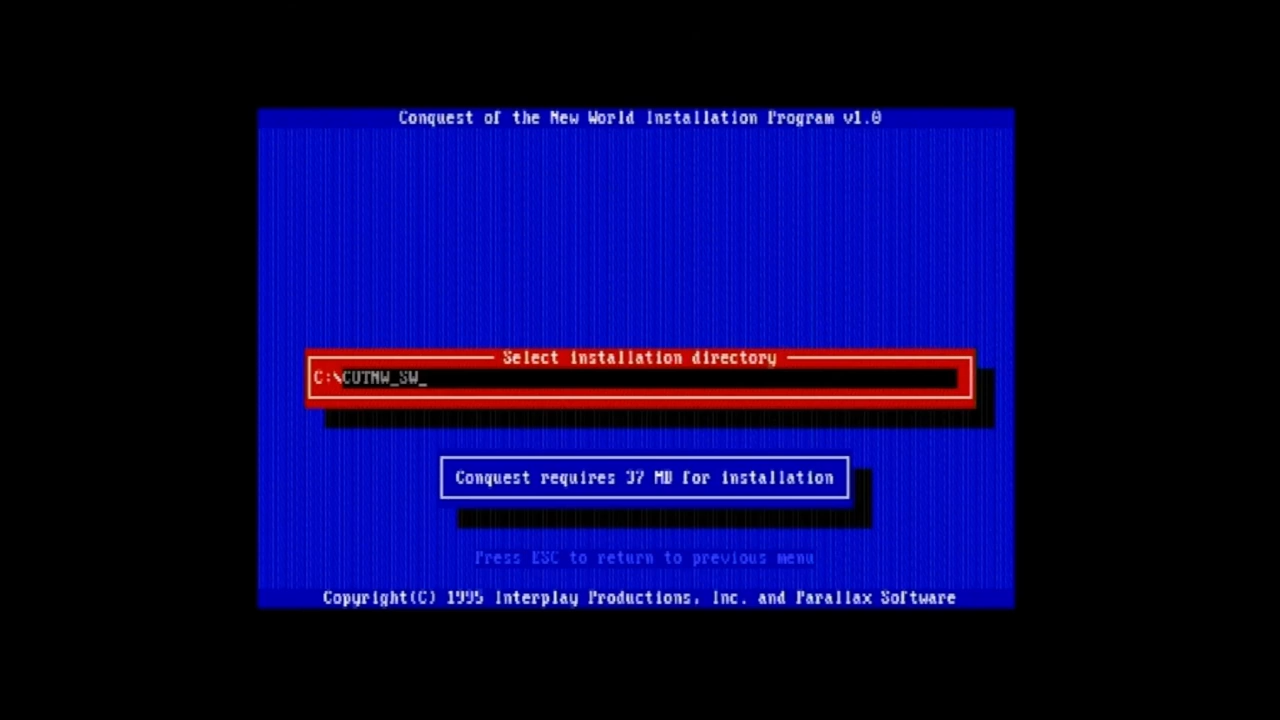 Conquest of the New World Installation Program v1.0
Select installation directory
C:\COTNW_SW_
Conquest requires 37 MB for installation
Press ESC to return to previous menu
Copyright(C) 1995 Interplay Productions, Inc. and Parallax Software